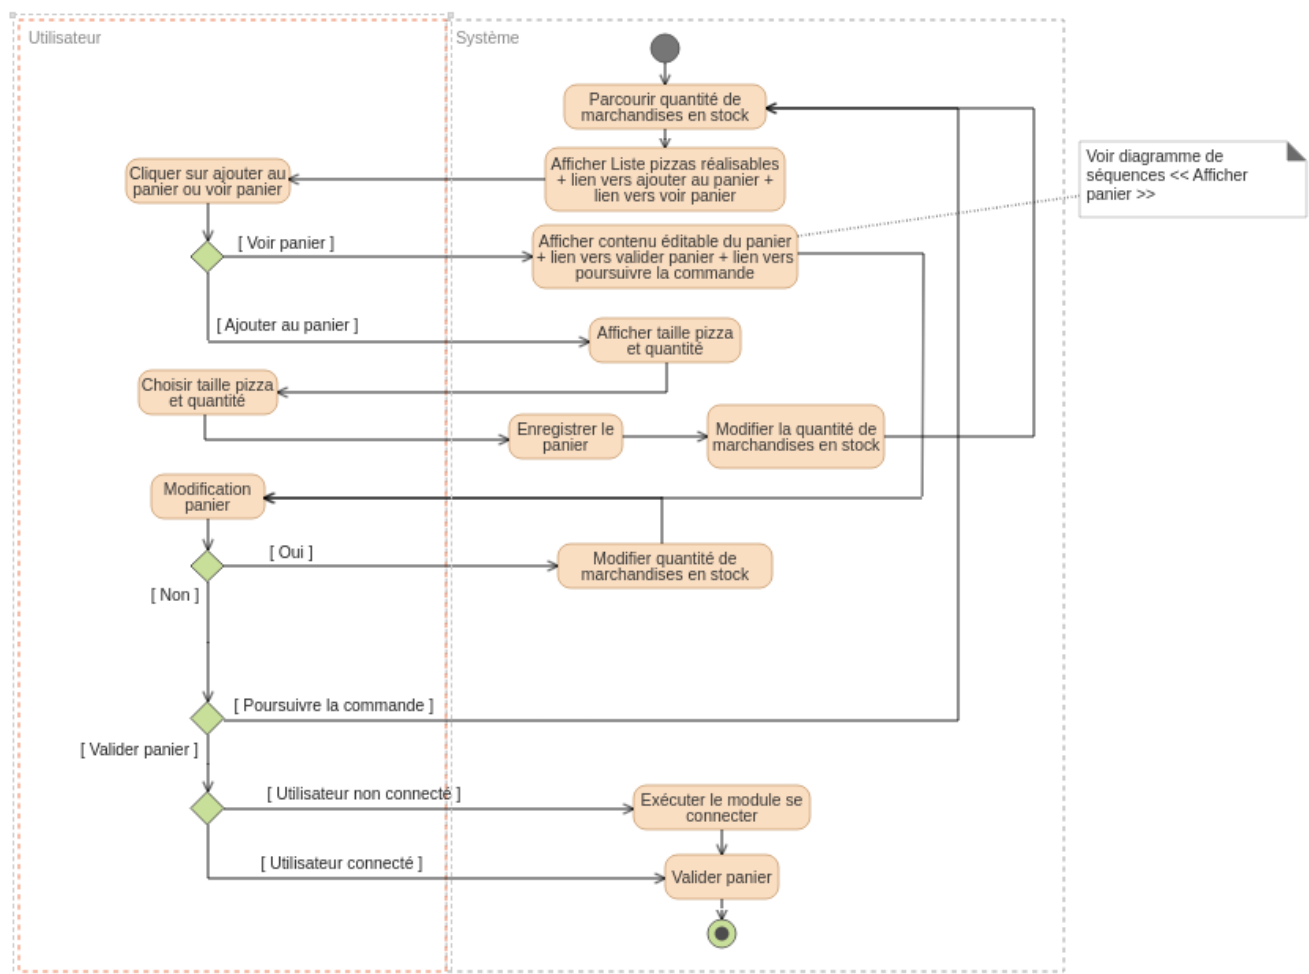 Utilisateur
Système
Parcourir quantité de
marchandises en stock
Afficher Liste pizzas réalisables
+ lien vers ajouter au panier +
lien vers voir panier
Voir diagramme de
séquences << Afficher
panier >>
Cliquer sur ajouter au
panier ou voir panier
[ Voir panier ]
Afficher contenu éditable du panier
+ lien vers valider panier + lien vers
poursuivre la commande
[ Ajouter au panier ]
Afficher taille pizza
et quantité
Choisir taille pizza
et quantité
Enregistrer le
panier
Modifier la quantité de
marchandises en stock
Modification
panier
[ Oui ]
Modifier quantité de
marchandises en stock
[ Non ]
[ Poursuivre la commande ]
[ Valider panier ]
[ Utilisateur non connecté ]
Exécuter le module se
connecter
[ Utilisateur connecté ]
Valider panier